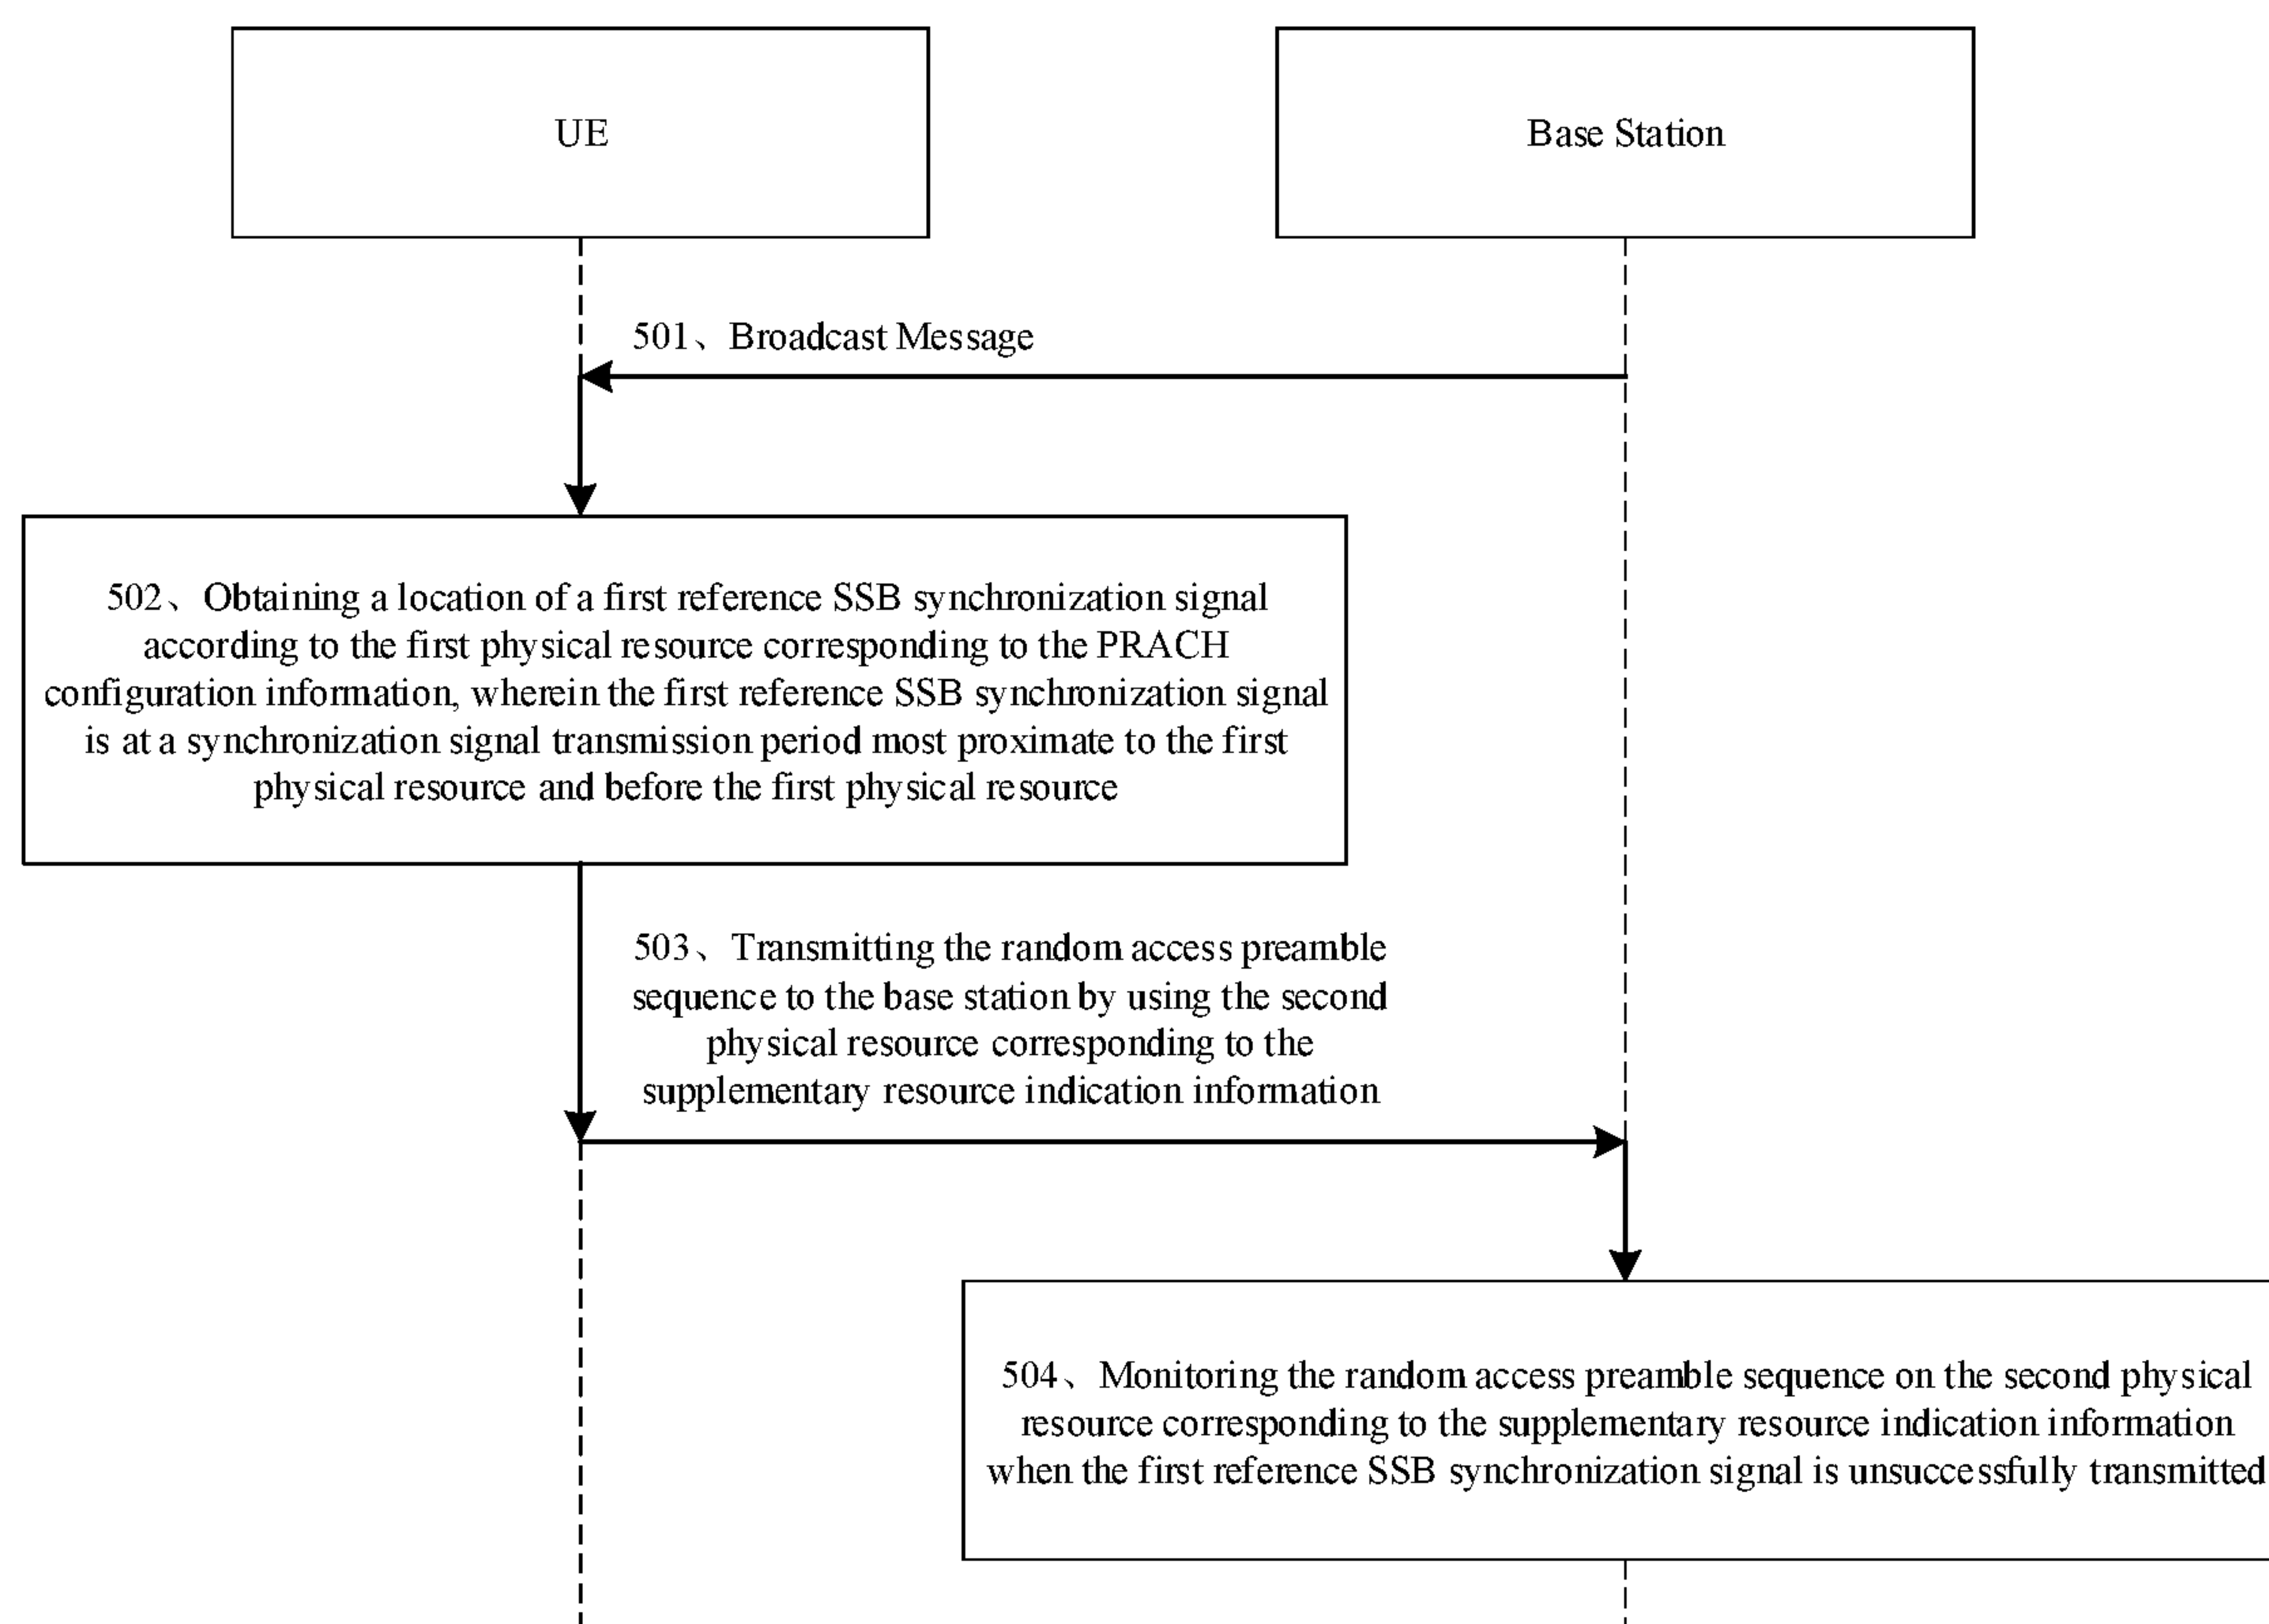 UE
Base Station
501、Broadcast Message
502、Obtaining a location of a first reference SSB synchronization signal
according to the first physical resource corresponding to the PRACH
configuration information, wherein the first reference SSB synchronization signal
is at a synchronization signal transmission period most proximate to the first
physical resource and before the first physical resource
503、Transmitting the random access preamble
sequence to the base station by using the second
physical resource corresponding to the
supplementary resource indication information
504、Monitoring the random access preamble sequence on the second physical
resource corresponding to the supplementary resource indication information
when the first reference SSB synchronization signal is unsuccessfully transmitted